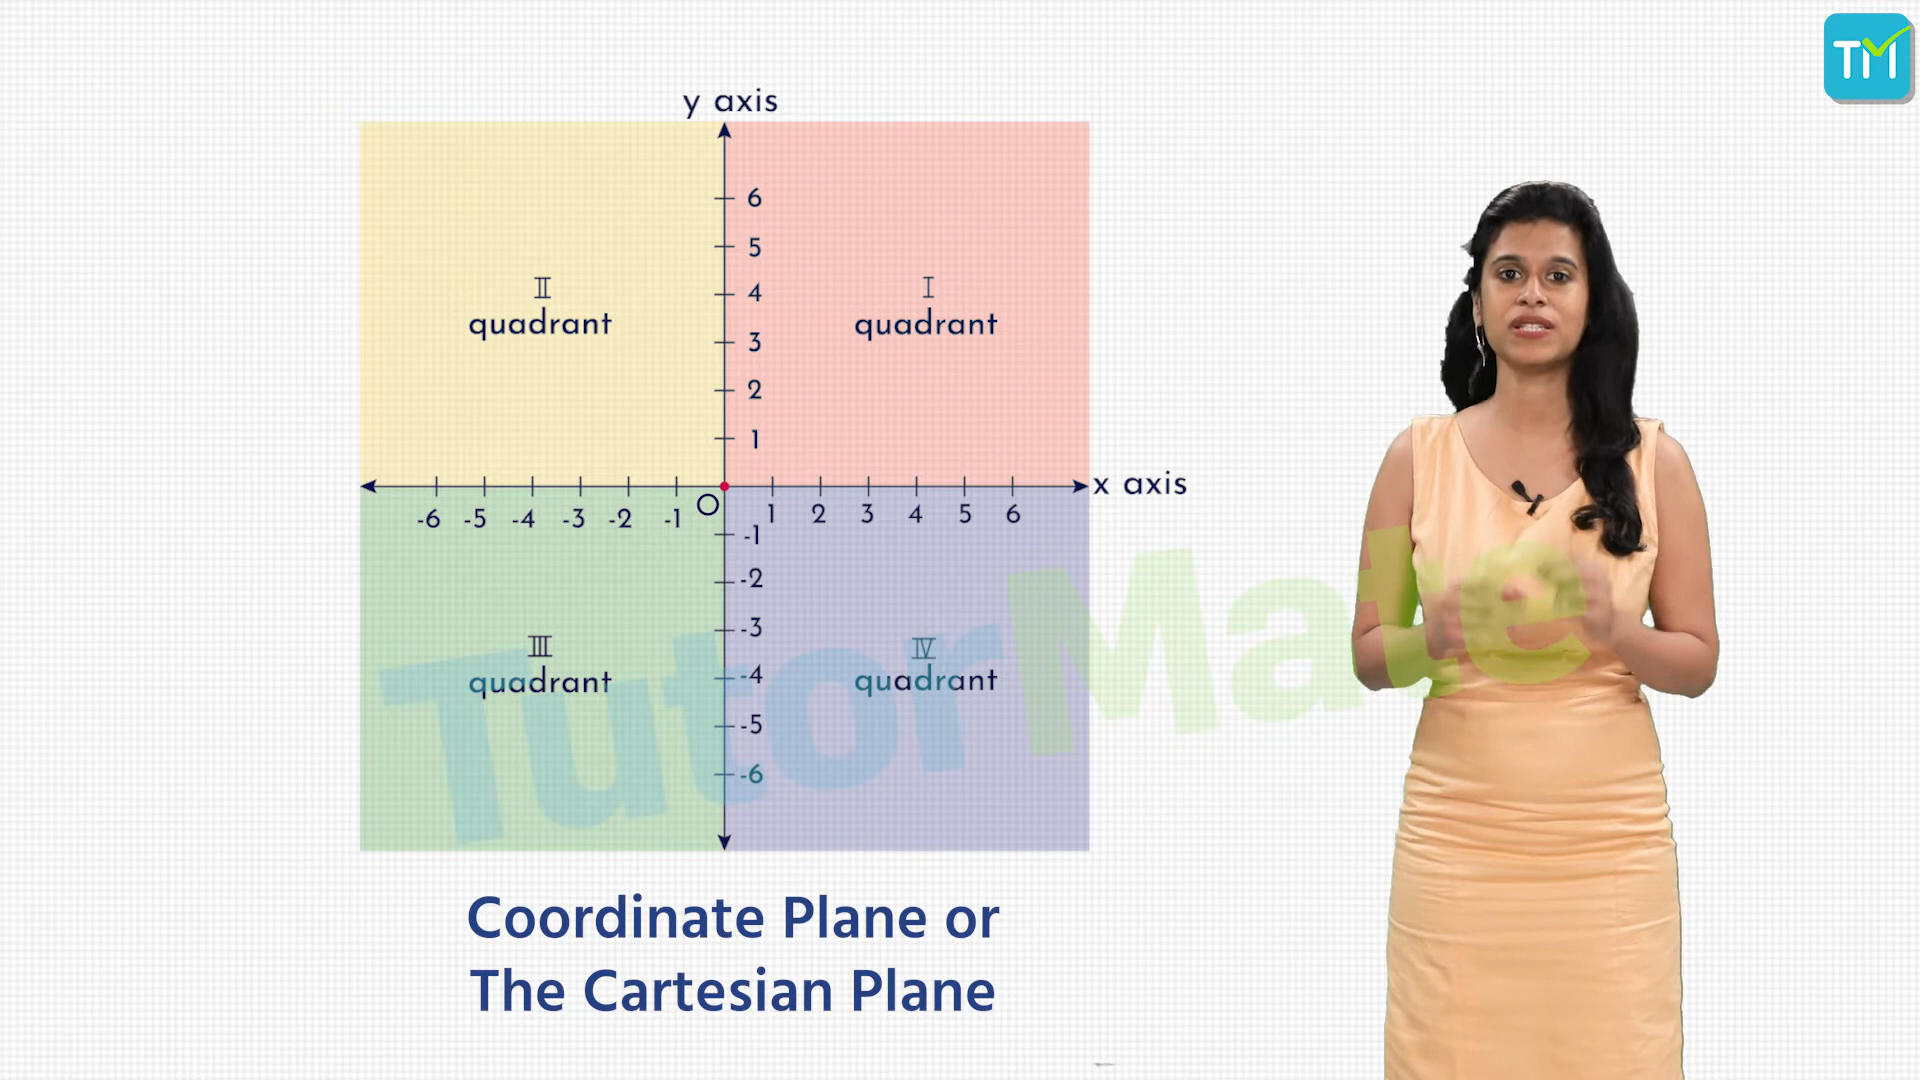 TM
y axis
6
5
II
I
4
quadrant
quadrant
3
2
1
x axis
O
-6 -5 -4 -3 -2 -1
1 2 3 4 5 6
-1
-2
-3
III
IV
-4
quadrant
quadrant
-5
-6
TutorMate
Coordinate Plane or
The Cartesian Plane